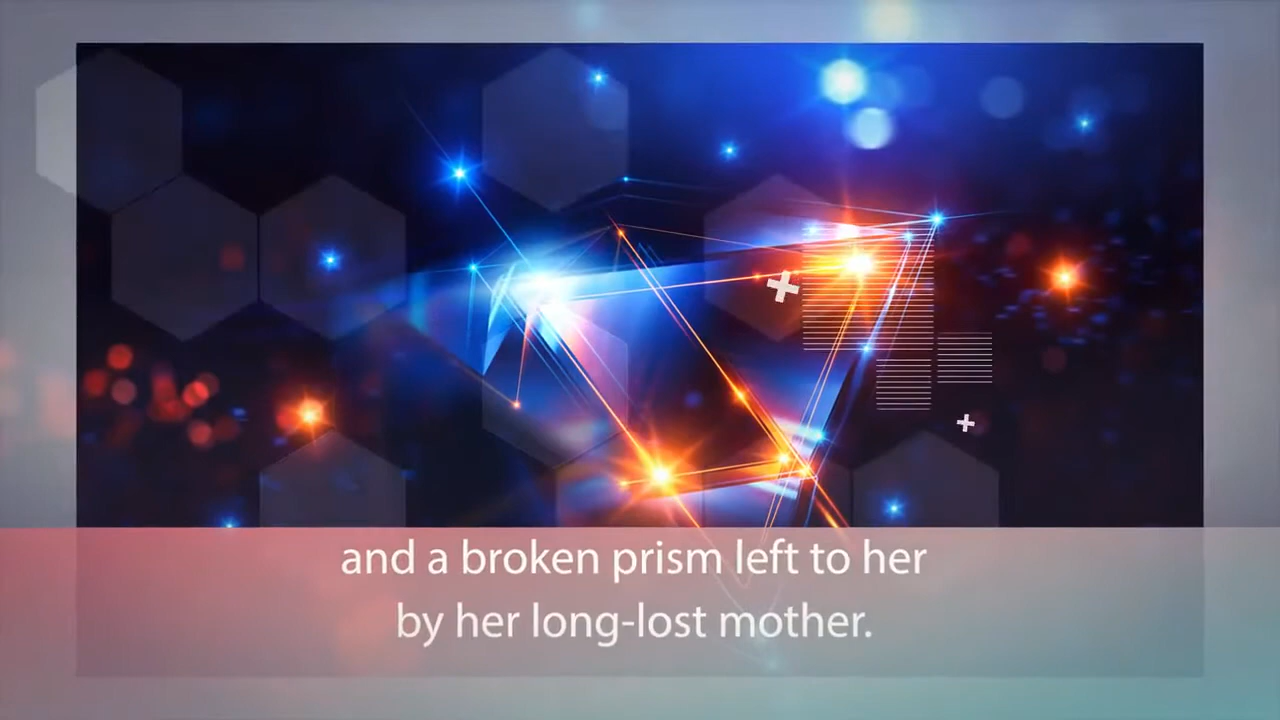 and a broken prism left to her
by her long-lost mother.